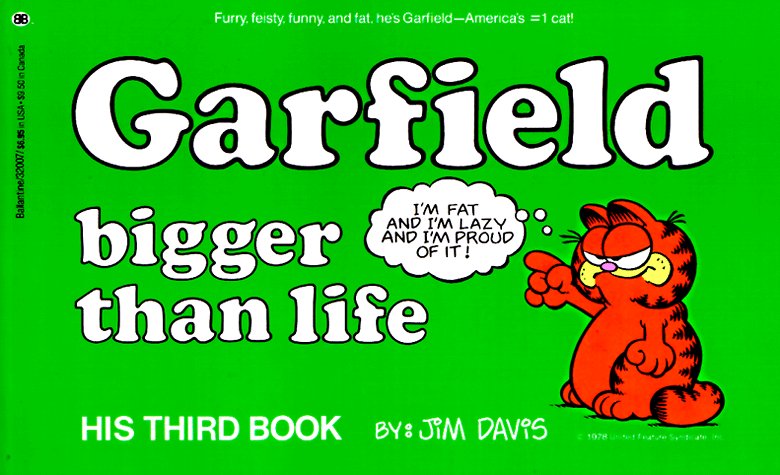 BB
Furry, feisty, funny, and fat, he's Garfield—America's =1 cat!
Ballantine/32007/$6.95 in USA • $9.50 in Canada
Garfield
bigger
than life
I'M FAT
AND I'M LAZY
AND I'M PROUD
OF IT!
HIS THIRD BOOK
BY: JIM DAVIS
© 1978 United Feature Syndicate, Inc.